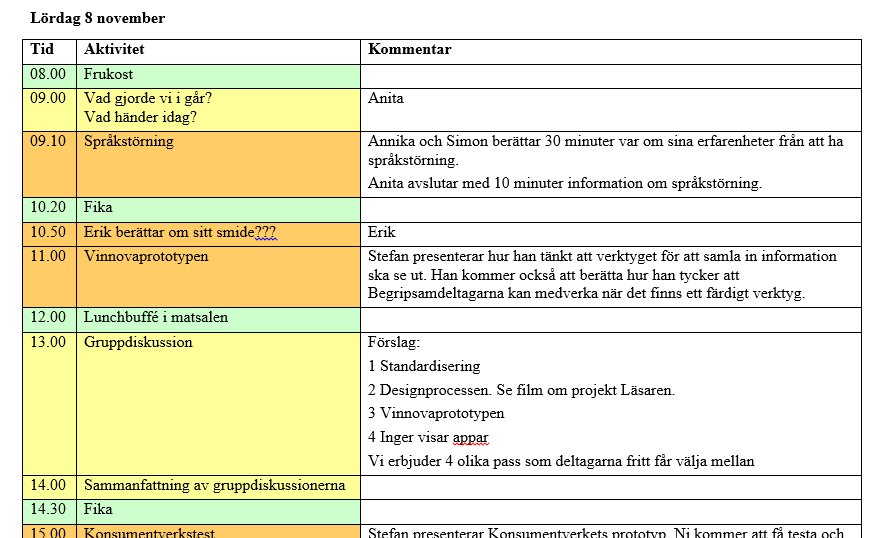 Lördag 8 november
Tid Aktivitet Kommentar
08.00 Frukost
09.00 Vad gjorde vi i går? Anita
Vad händer idag?
09.10 Språkstörning Annika och Simon berättar 30 minuter var om sina erfarenheter från att ha
språkstörning.
Anita avslutar med 10 minuter information om språkstörning.
10.20 Fika
10.50 Erik berättar om sitt smide??? Erik
11.00 Vinnovaprototypen Stefan presenterar hur han tänkt att verktyget för att samla in information
ska se ut. Han kommer också att berätta hur han tycker att
Begripsamdeltagarna kan medverka när det finns ett färdigt verktyg.
12.00 Lunchbuffé i matsalen
13.00 Gruppdiskussion Förslag:
1 Standardisering
2 Designprocessen. Se film om projekt Läsaren.
3 Vinnovaprototypen
4 Inger visar appar
Vi erbjuder 4 olika pass som deltagarna fritt får välja mellan
14.00 Sammanfattning av gruppdiskussionerna
14.30 Fika
15.00 Konsumentverkstest Stefan presenterar Konsumentverkets prototyp. Ni kommer att få testa och